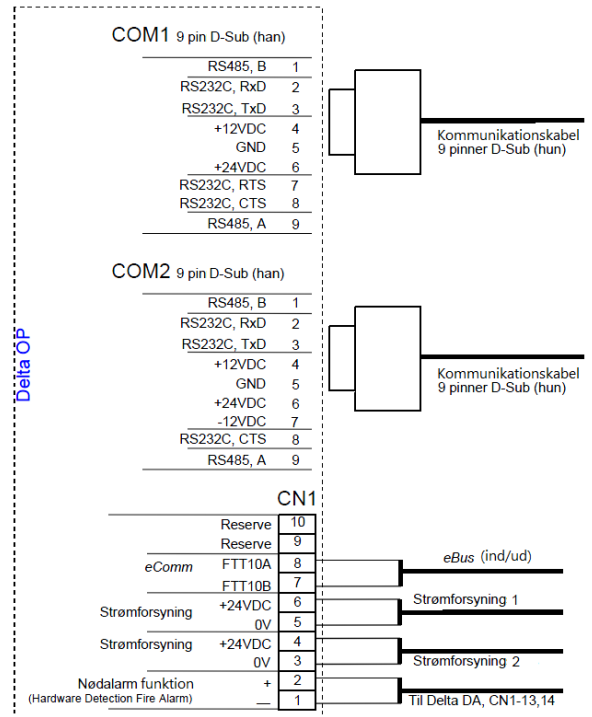 COM1 9 pin D-Sub (han)
RS485, B 1
RS232C, RxD 2
RS232C, TxD 3
+12VDC 4
GND 5
+24VDC 6
RS232C, RTS 7
RS232C, CTS 8
RS485, A 9
Kommunikationskabel
9 pinner D-Sub (hun)
COM2 9 pin D-Sub (han)
RS485, B 1
RS232C, RxD 2
RS232C, TxD 3
+12VDC 4
GND 5
+24VDC 6
-12VDC 7
RS232C, CTS 8
RS485, A 9
Kommunikationskabel
9 pinner D-Sub (hun)
Delta OP
CN1
Reserve 10
Reserve 9
eComm FTT10A 8
FTT10B 7
eBus (ind/ud)
Strømforsyning +24VDC 6
0V 5
Strømforsyning 1
Strømforsyning +24VDC 4
0V 3
Strømforsyning 2
Nødalarm funktion + 2
(Hardware Detection Fire Alarm) — 1
Til Delta DA, CN1-13,14